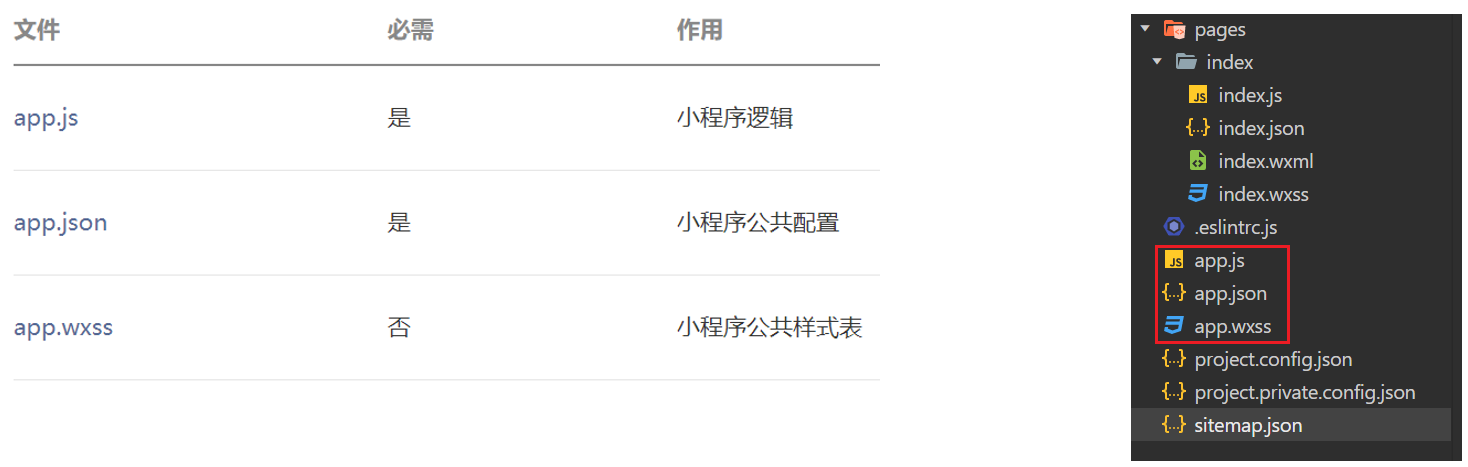 文件 必需 作用
app.js 是 小程序逻辑
app.json 是 小程序公共配置
app.wxss 否 小程序公共样式表
pages
index
index.js
index.json
index.wxml
index.wxss
.eslintrc.js
app.js
app.json
app.wxss
project.config.json
project.private.config.json
sitemap.json